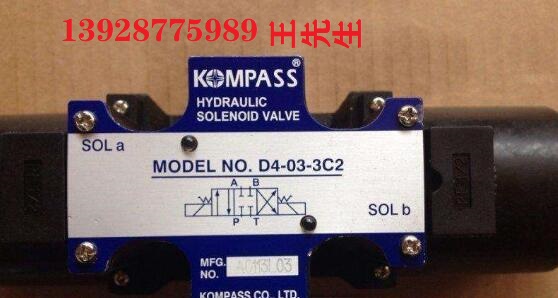 13928775989 王先生
KOMPASS®
HYDRAULIC
SOLENOID VALVE
SOL a
MODEL NO. D4-03-3C2
A B
P T
SOL b
MFG.
NO.
KOMPASS CO., LTD.